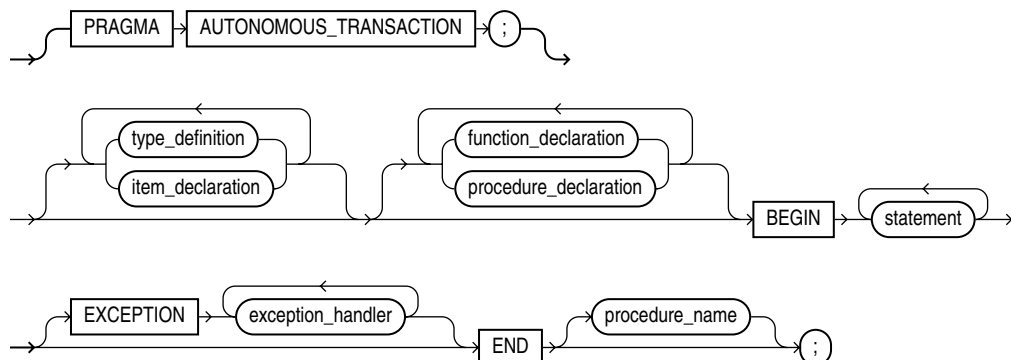 PRAGMA AUTONOMOUS_TRANSACTION ;
type_definition function_declaration
item_declaration procedure_declaration
BEGIN statement
EXCEPTION exception_handler procedure_name
END ;